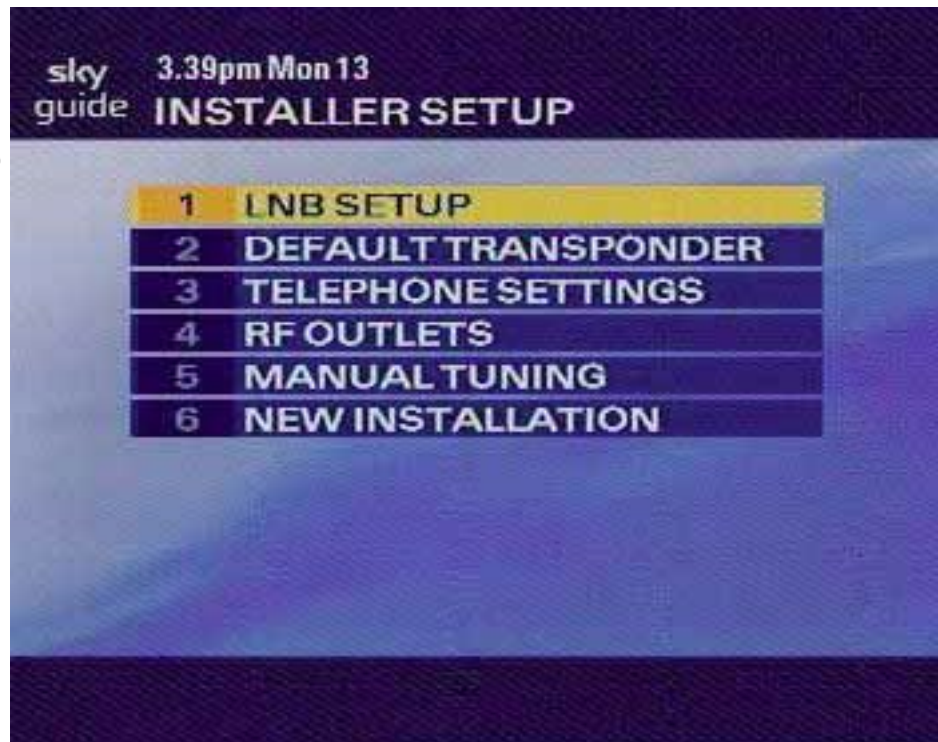 sky 3.39pm Mon 13
guide INSTALLER SETUP
1 LNB SETUP
2 DEFAULT TRANSPONDER
3 TELEPHONE SETTINGS
4 RF OUTLETS
5 MANUAL TUNING
6 NEW INSTALLATION